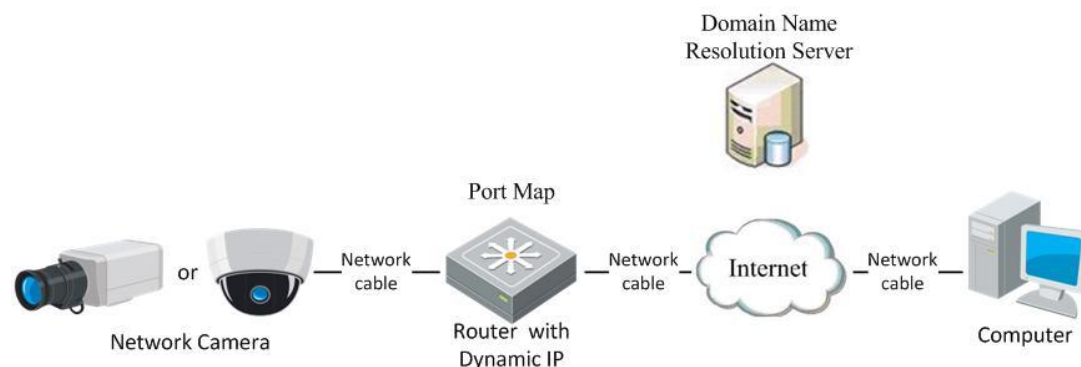 Domain Name
Resolution Server
Port Map
or
Network
cable
Network
cable
Internet
Network
cable
Network Camera
Router with
Dynamic IP
Computer